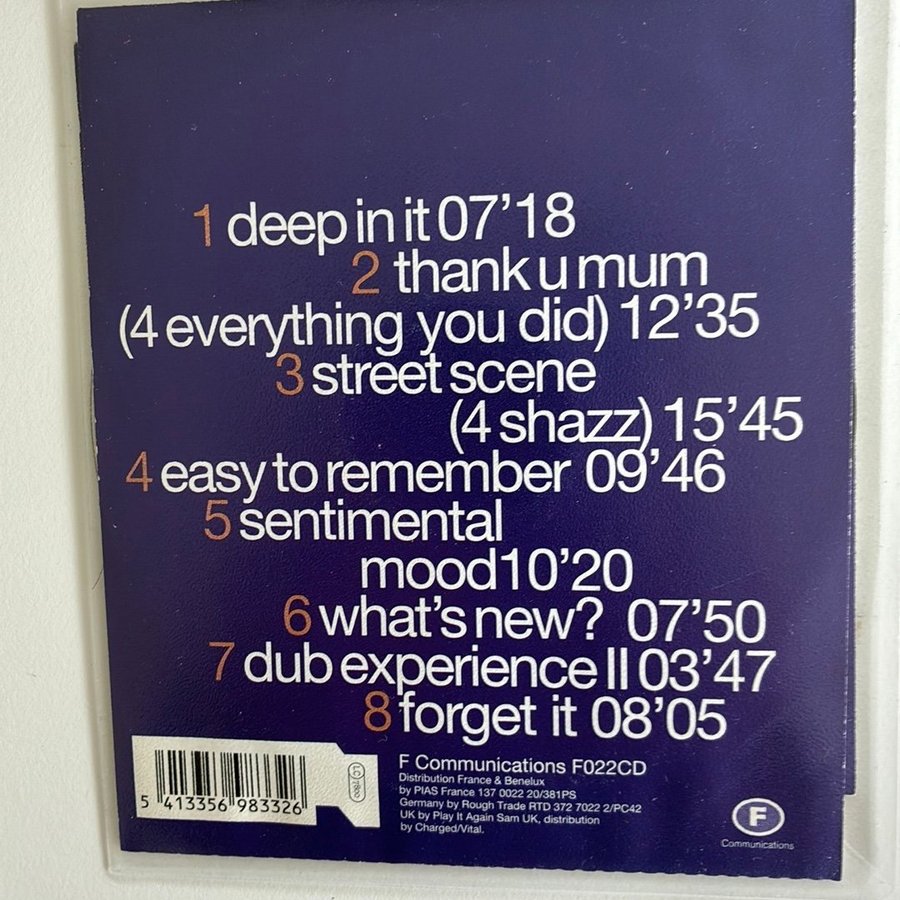 1 deep in it 07'18
2 thank u mum
(4 everything you did) 12'35
3 street scene
(4 shazz) 15'45
4 easy to remember 09'46
5 sentimental
mood 10'20
6 what's new? 07'50
7 dub experience II 03'47
8 forget it 08'05
5 413356 983326
LC 7800
F Communications F022CD
Distribution France & Benelux
by PIAS France 137 0022 20/381PS
Germany by Rough Trade RTD 372 7022 2/PC42
UK by Play It Again Sam UK, distribution
by Charged/Vital.
F
Communications